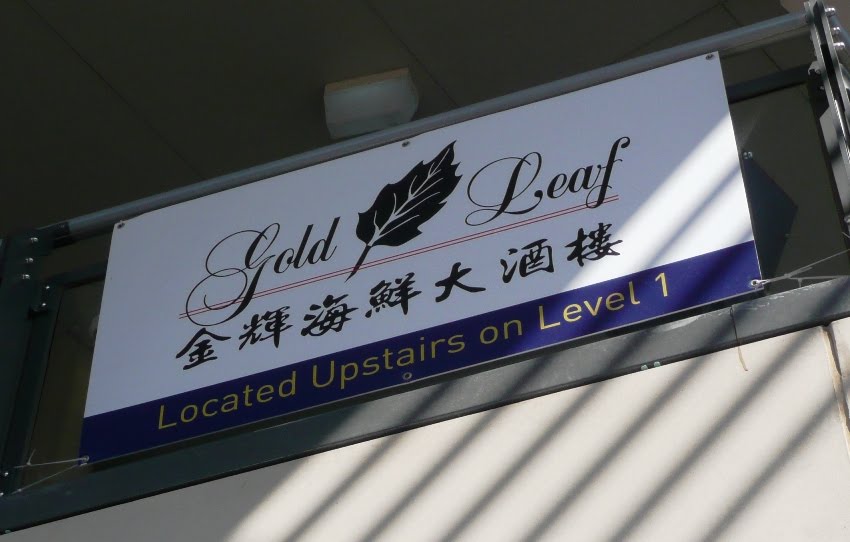 Gold Leaf
金輝海鮮大酒樓
Located Upstairs on Level 1